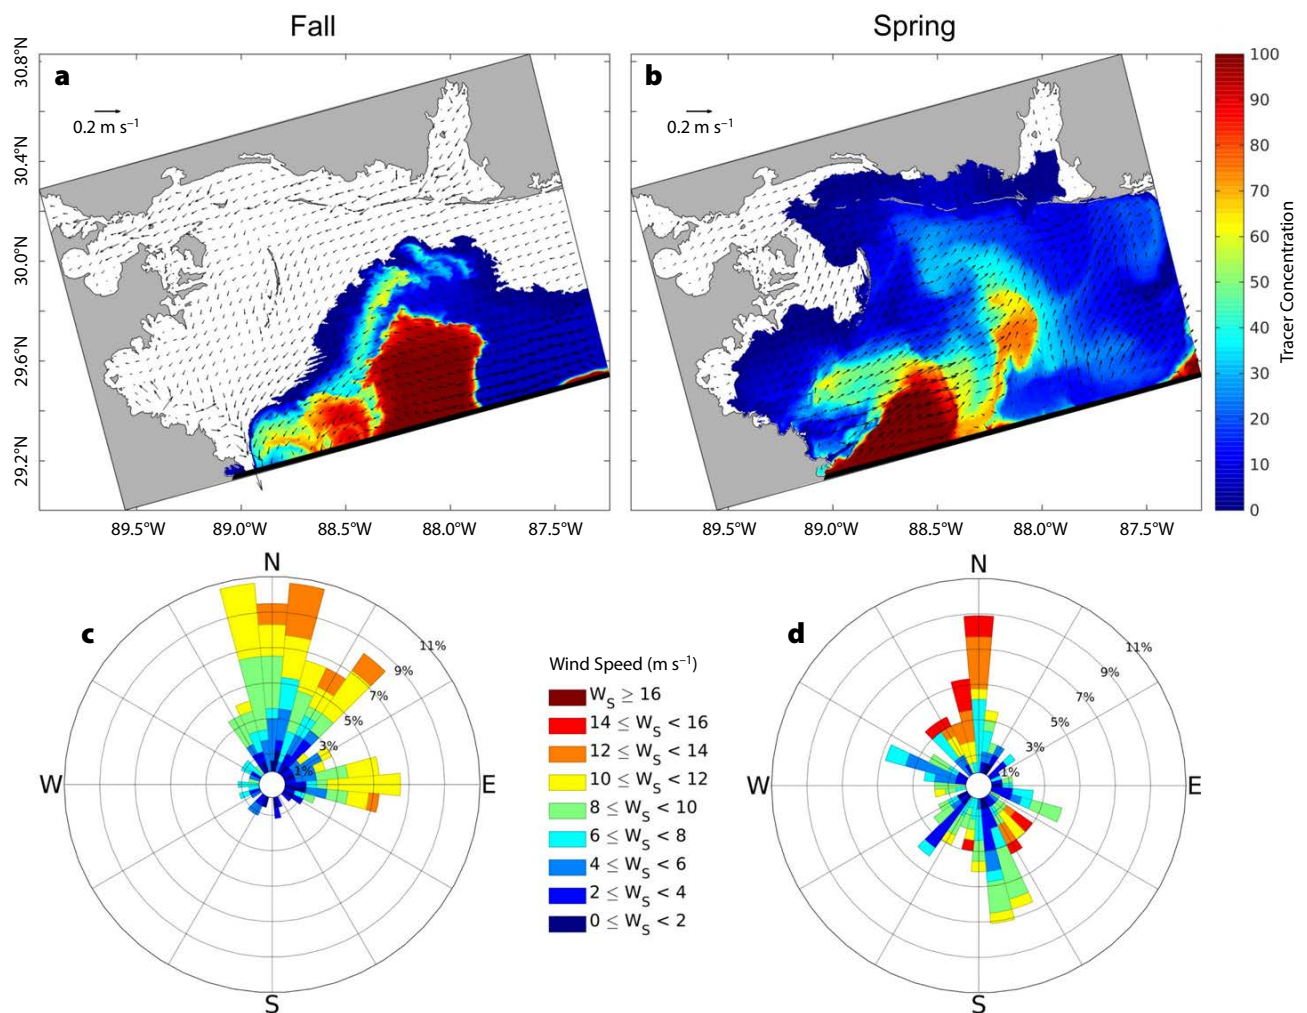 Fall
Spring
a
b
0.2 m s⁻¹
0.2 m s⁻¹
30.8°N
30.4°N
30.0°N
29.6°N
29.2°N
89.5°W
89.0°W
88.5°W
88.0°W
87.5°W
89.5°W
89.0°W
88.5°W
88.0°W
87.5°W
100
90
80
70
60
50
40
30
20
10
0
Tracer Concentration
c
N
W
E
S
11%
9%
7%
5%
3%
1%
Wind Speed (m s⁻¹)
W_S ≥ 16
14 ≤ W_S < 16
12 ≤ W_S < 14
10 ≤ W_S < 12
8 ≤ W_S < 10
6 ≤ W_S < 8
4 ≤ W_S < 6
2 ≤ W_S < 4
0 ≤ W_S < 2
d
N
W
E
S
11%
9%
7%
5%
3%
1%